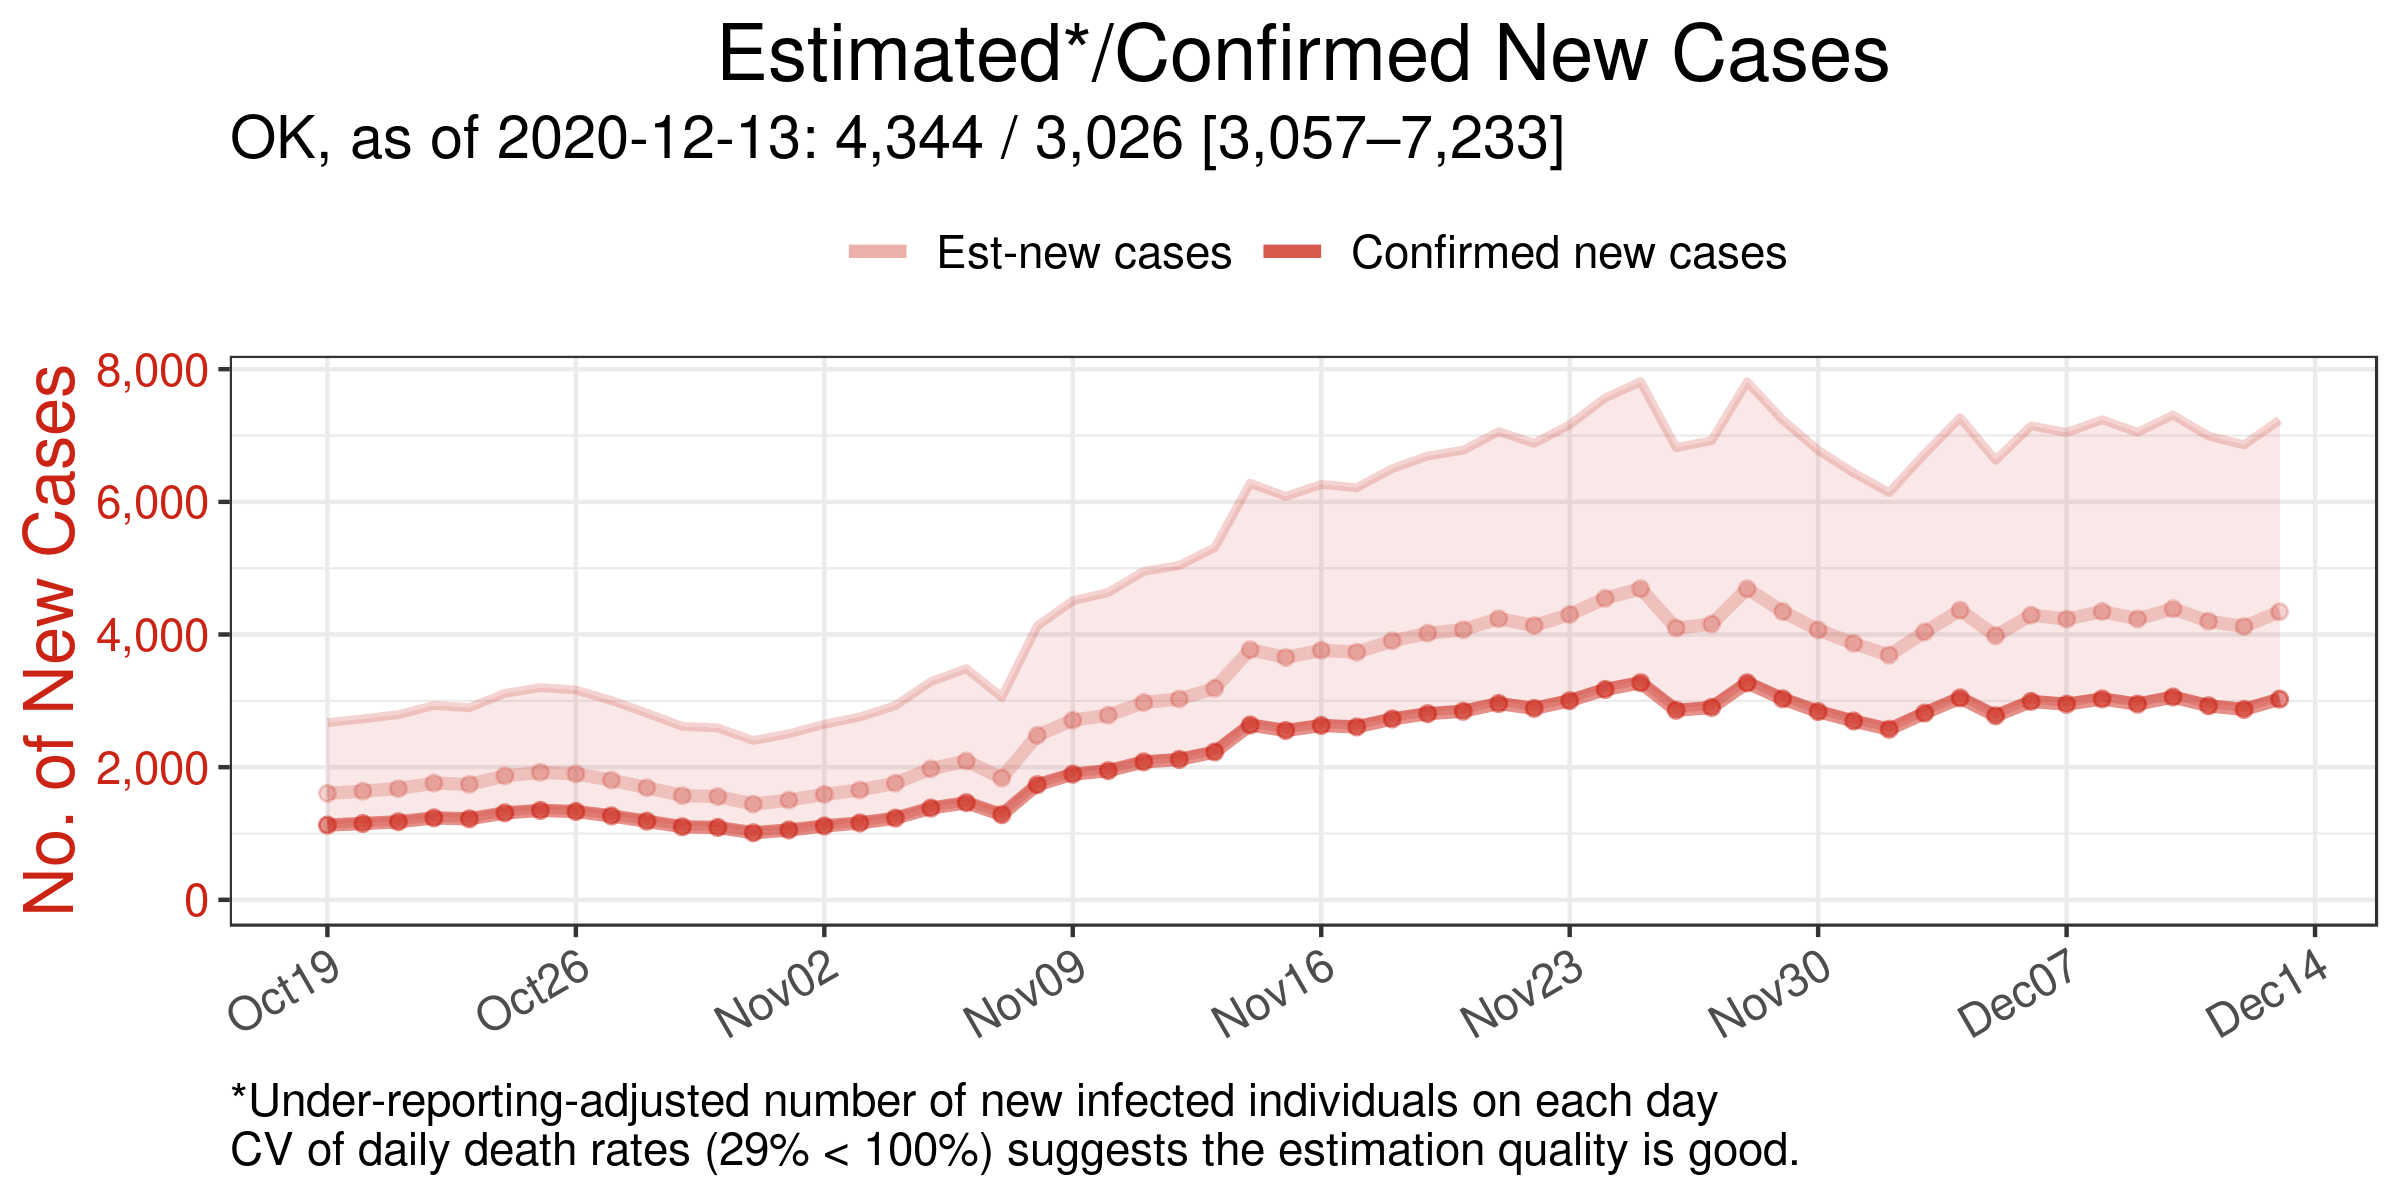 Estimated*/Confirmed New Cases
OK, as of 2020-12-13: 4,344 / 3,026 [3,057–7,233]
Est-new cases
Confirmed new cases
No. of New Cases
8,000
6,000
4,000
2,000
0
Oct19
Oct26
Nov02
Nov09
Nov16
Nov23
Nov30
Dec07
Dec14
*Under-reporting-adjusted number of new infected individuals on each day
CV of daily death rates (29% < 100%) suggests the estimation quality is good.